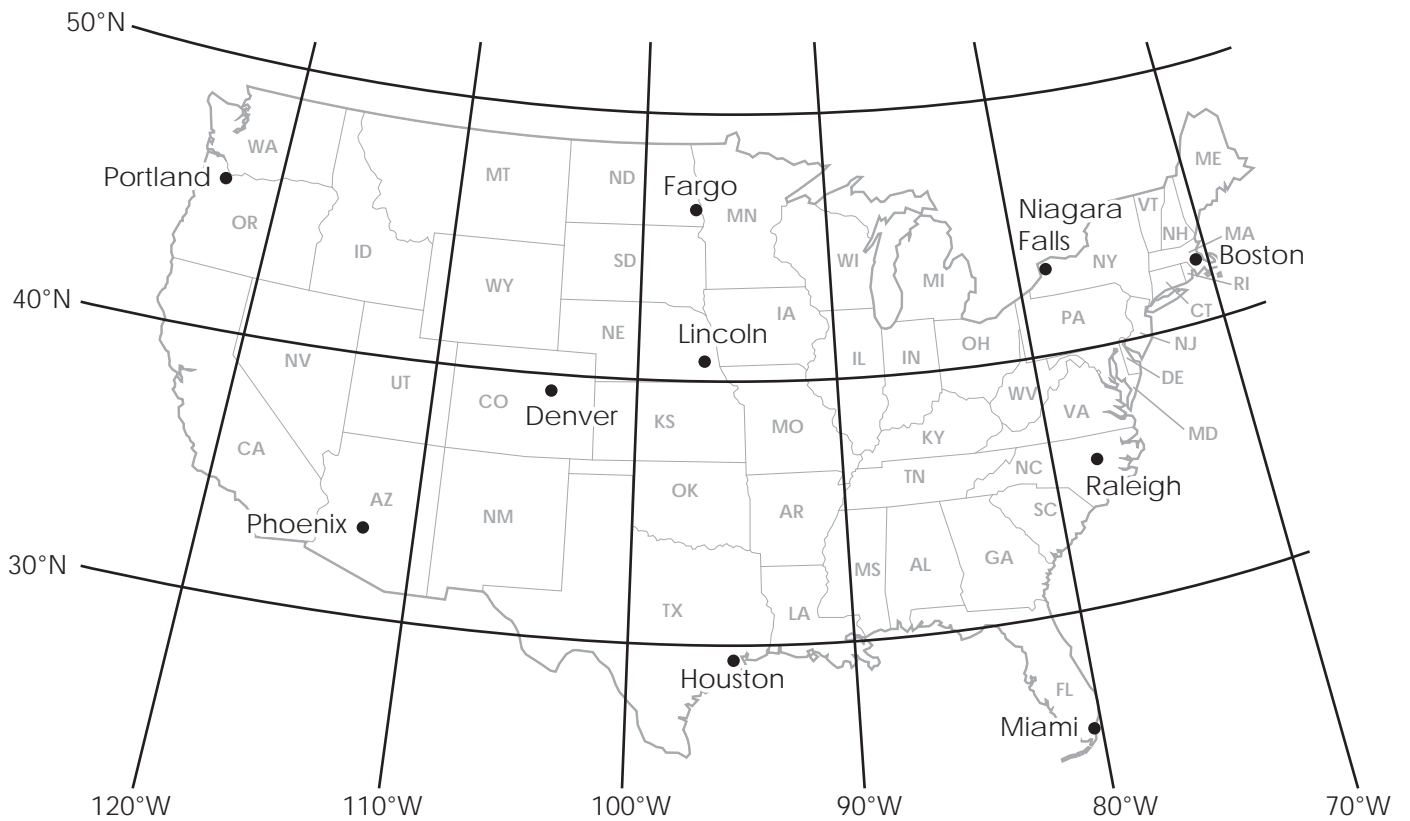 50°N
WA
ME
Portland
MT
ND
Fargo
MN
VT
OR
Niagara
Falls
NH
MA
ID
SD
WI
NY
Boston
WY
MI
RI
40°N
IA
CT
NE
Lincoln
PA
NV
IL
IN
OH
NJ
UT
CO
Denver
WV
DE
KS
MO
VA
MD
CA
KY
TN
NC
AZ
OK
Raleigh
Phoenix
NM
AR
SC
30°N
MS
AL
GA
TX
LA
Houston
FL
Miami
120°W
110°W
100°W
90°W
80°W
70°W